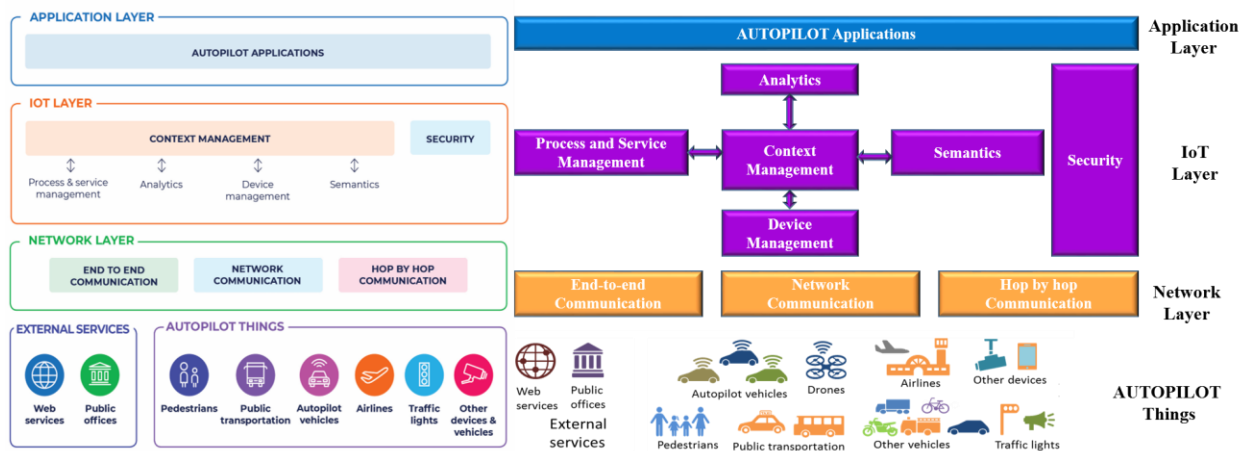 APPLICATION LAYER
AUTOPILOT APPLICATIONS
IOT LAYER
CONTEXT MANAGEMENT
SECURITY
Process & service
management
Analytics
Device
management
Semantics
NETWORK LAYER
END TO END
COMMUNICATION
NETWORK
COMMUNICATION
HOP BY HOP
COMMUNICATION
EXTERNAL SERVICES
Web
services
Public
offices
AUTOPILOT THINGS
Pedestrians
Public
transportation
Autopilot
vehicles
Airlines
Traffic
lights
Other
devices &
vehicles
AUTOPILOT Applications
Application
Layer
Analytics
Process and Service
Management
Context
Management
Semantics
Device
Management
Security
IoT
Layer
End-to-end
Communication
Network
Communication
Hop by hop
Communication
Network
Layer
Web
services
Public
offices
External
services
Autopilot vehicles
Drones
Airlines
Other devices
Pedestrians
Public transportation
Other vehicles
Traffic lights
AUTOPILOT
Things